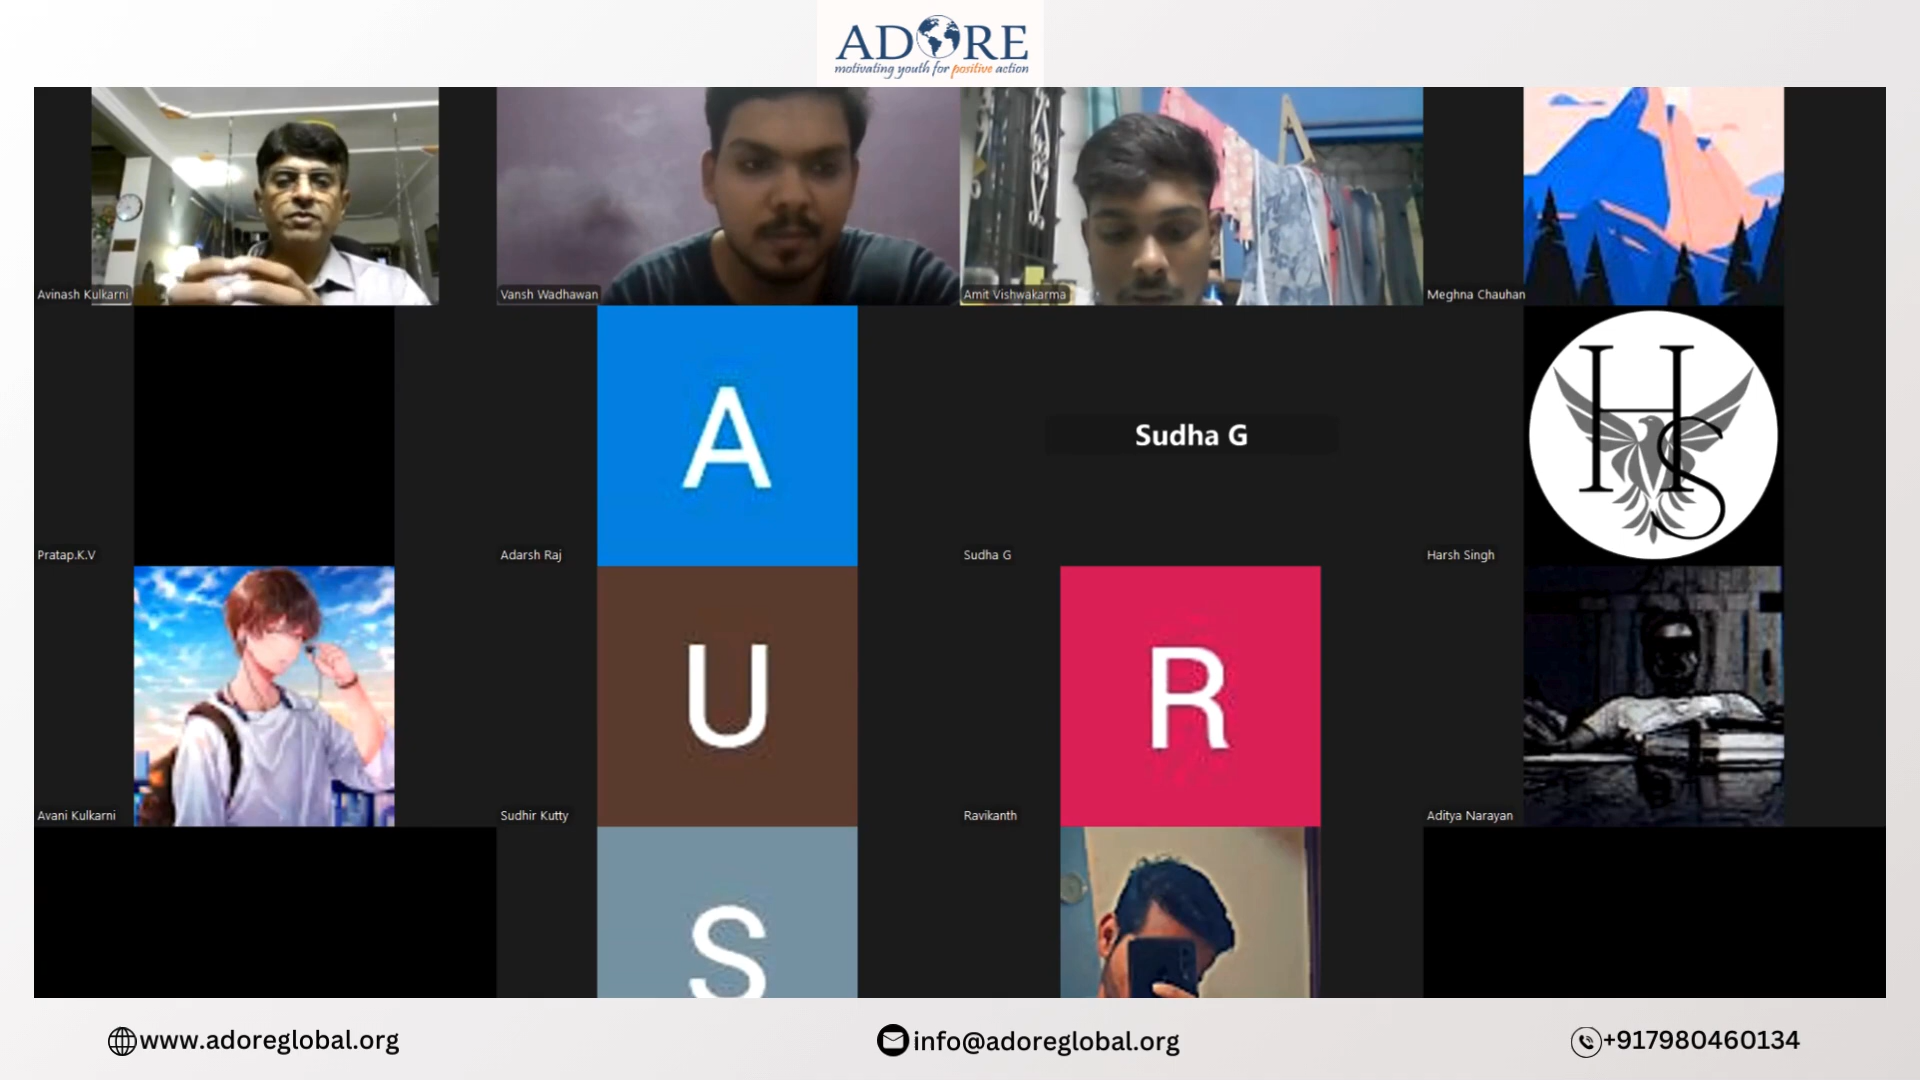 ADORE
motivating youth for positive action
Avinash Kulkarni
Vansh Wadhawan
Amit Vishwakarma
Meghna Chauhan
A
Sudha G
HS
Pratap.K.V
Adarsh Raj
Sudha G
Harsh Singh
U
R
Avani Kulkarni
Sudhir Kutty
Ravikanth
Aditya Narayan
S
www.adoreglobal.org
info@adoreglobal.org
+917980460134